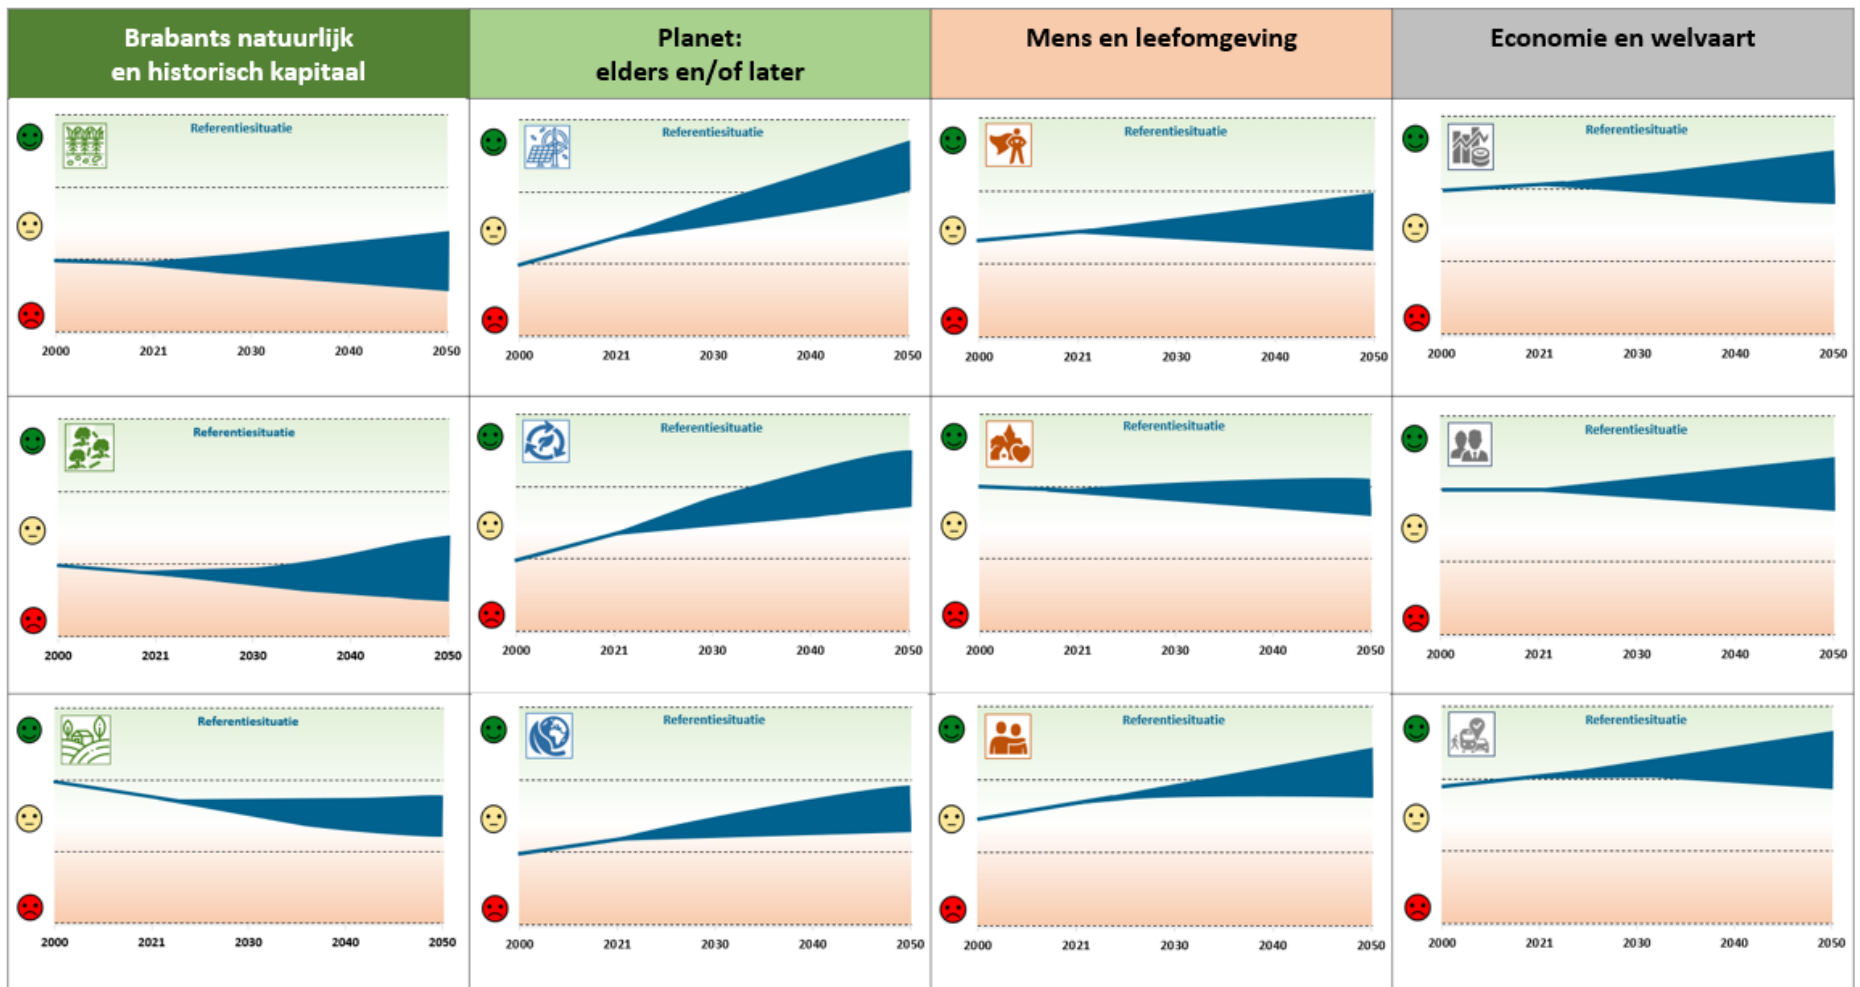 Brabants natuurlijk
en historisch kapitaal
Planet:
elders en/of later
Mens en leefomgeving
Economie en welvaart
Referentiesituatie
2000 2021 2030 2040 2050
Referentiesituatie
2000 2021 2030 2040 2050
Referentiesituatie
2000 2021 2030 2040 2050
Referentiesituatie
2000 2021 2030 2040 2050
Referentiesituatie
2000 2021 2030 2040 2050
Referentiesituatie
2000 2021 2030 2040 2050
Referentiesituatie
2000 2021 2030 2040 2050
Referentiesituatie
2000 2021 2030 2040 2050
Referentiesituatie
2000 2021 2030 2040 2050
Referentiesituatie
2000 2021 2030 2040 2050
Referentiesituatie
2000 2021 2030 2040 2050
Referentiesituatie
2000 2021 2030 2040 2050